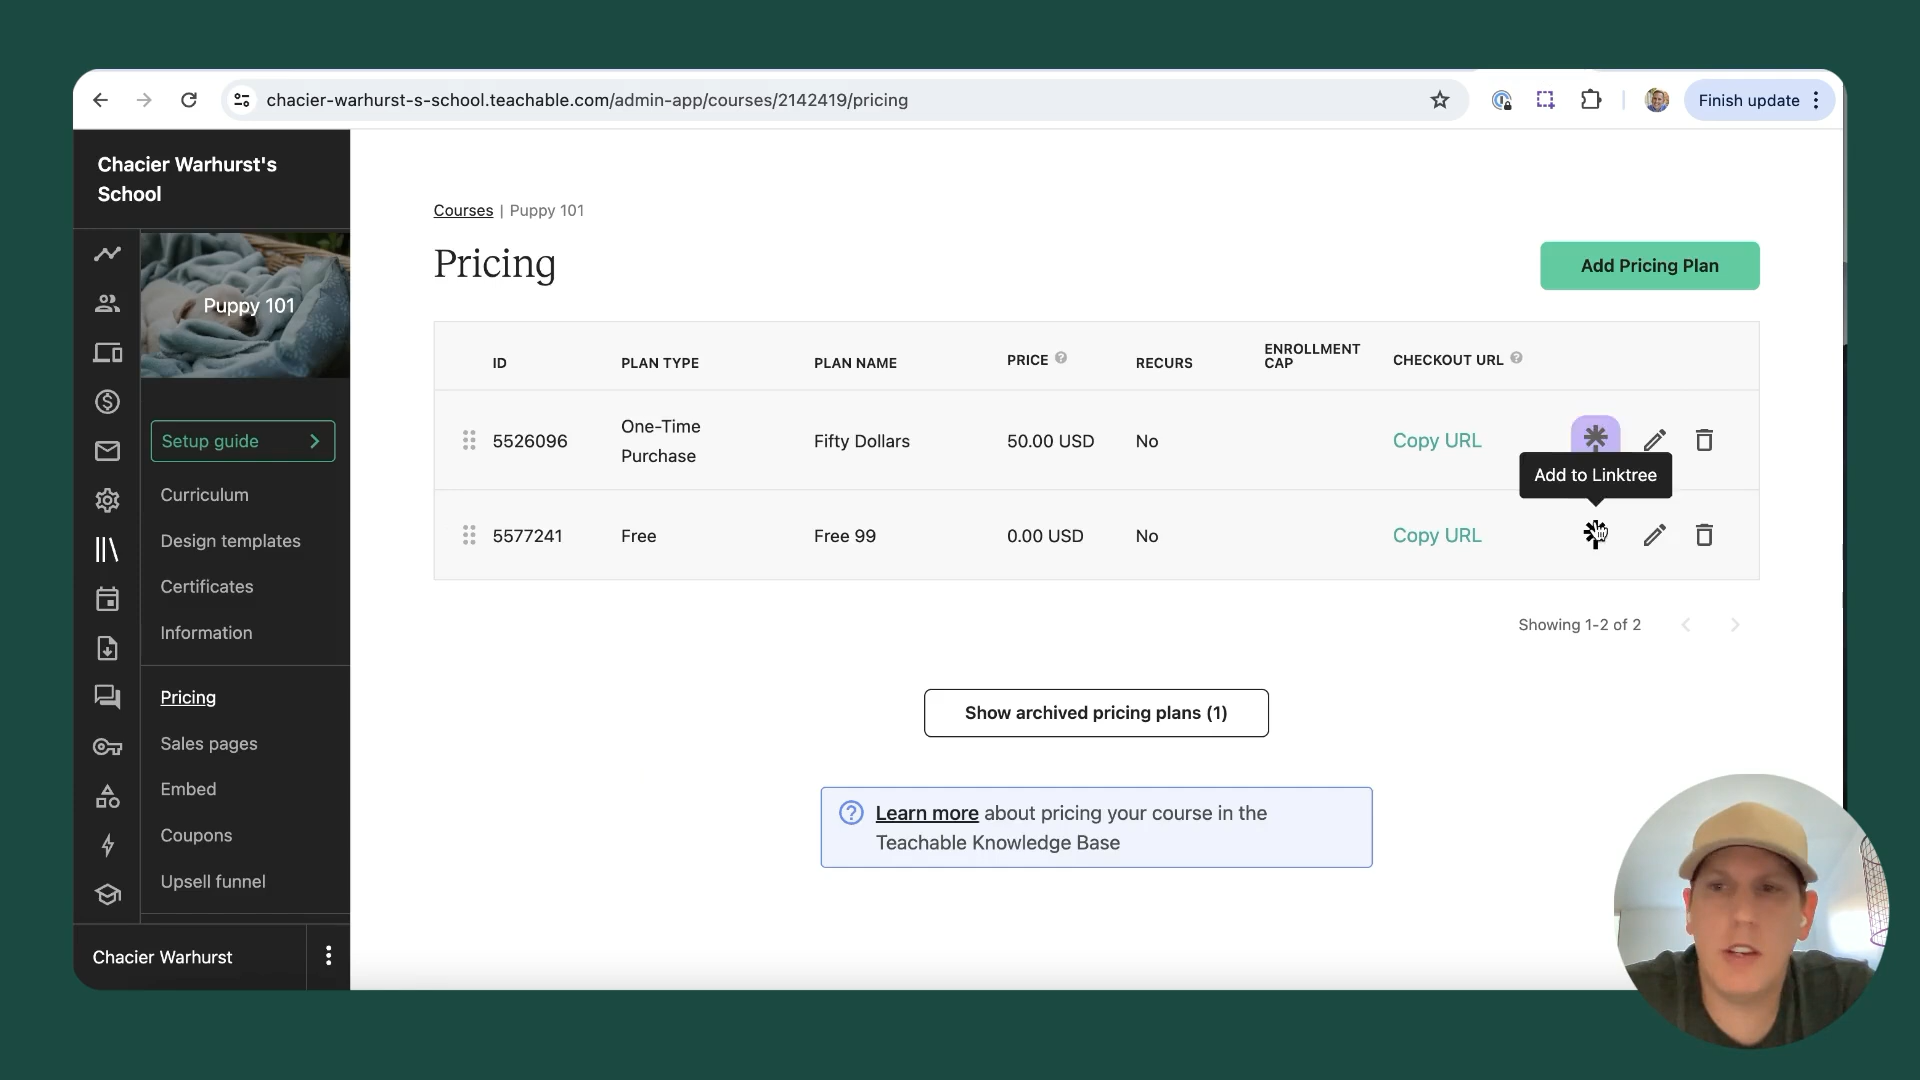 chacier-warhurst-s-school.teachable.com/admin-app/courses/2142419/pricing
Finish update
Chacier Warhurst's
School
Puppy 101
Setup guide
Curriculum
Design templates
Certificates
Information
Pricing
Sales pages
Embed
Coupons
Upsell funnel
Chacier Warhurst
Courses | Puppy 101
Pricing
Add Pricing Plan
ID PLAN TYPE PLAN NAME PRICE RECURS ENROLLMENT CAP CHECKOUT URL
5526096 One-Time Purchase Fifty Dollars 50.00 USD No Copy URL
Add to Linktree
5577241 Free Free 99 0.00 USD No Copy URL
Showing 1-2 of 2
Show archived pricing plans (1)
Learn more about pricing your course in the
Teachable Knowledge Base